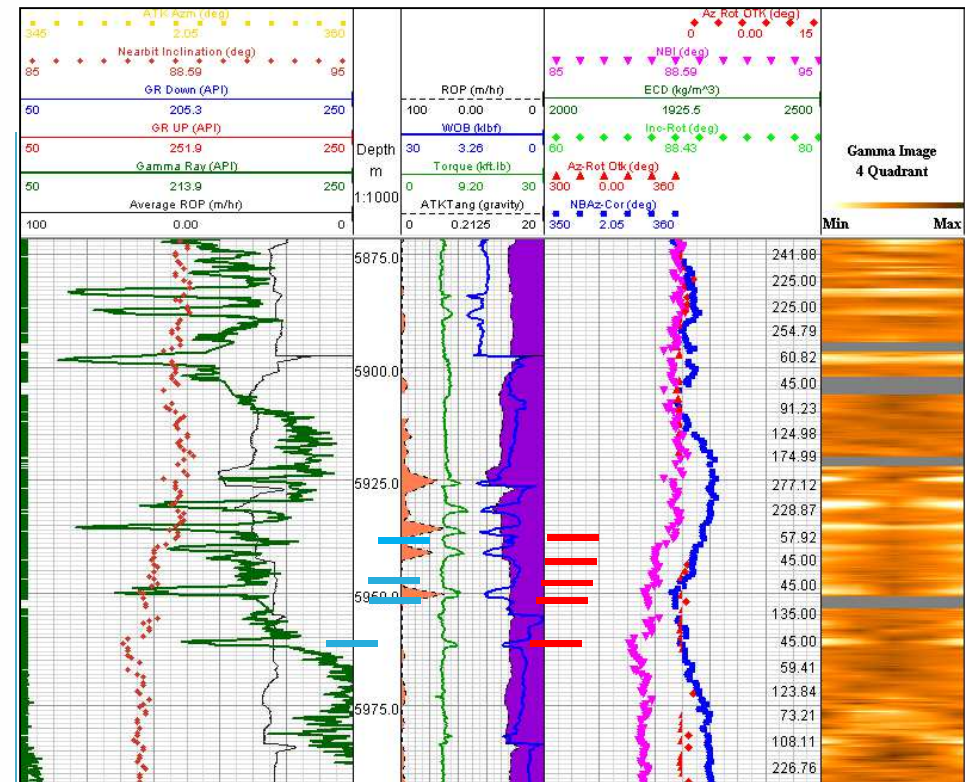 ATK Azm
345 2.05 360
Nearbit Inclination (deg)
85 88.59 95
GR Down (API)
50 205.3 250
GR UP (API)
50 251.9 250
Gamma Ray (API)
50 213.9 250
Average ROP (m/hr)
100 0.00 0
Depth
m
1:1000
ROP (m/hr)
100 0.00 0
WOB (klbf)
30 3.26 0
Torque (kft.lb)
0 9.20 30
ATKTang (gravity)
0 0.2125 20
Az Rot OTK (deg)
0 0.00 15
NBI (deg)
85 88.59 95
ECD (kg/m^3)
2000 1925.5 2500
Inc-Rot (deg)
60 88.43 80
Az-Rot Otk (deg)
300 0.00 360
NBAz-Cor (deg)
350 2.05 360
Gamma Image
4 Quadrant
Min Max
5875.0
5900.0
5925.0
5950.0
5975.0
241.88
225.00
225.00
254.79
60.82
45.00
91.23
124.98
174.99
277.12
228.87
57.92
45.00
45.00
135.00
45.00
59.41
123.84
73.21
108.11
226.76